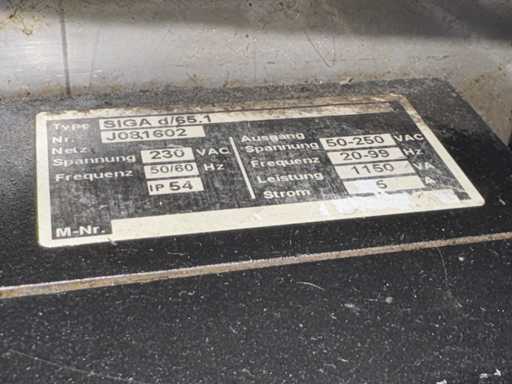 Type SIGA d/65.1
Nr. J081602
Netz
Spannung 230 VAC
Frequenz 50/60 Hz
IP 54
Ausgang
Spannung 50-250 VAC
Frequenz 20-99 Hz
Leistung 1150 VA
Strom 5 A
M-Nr.